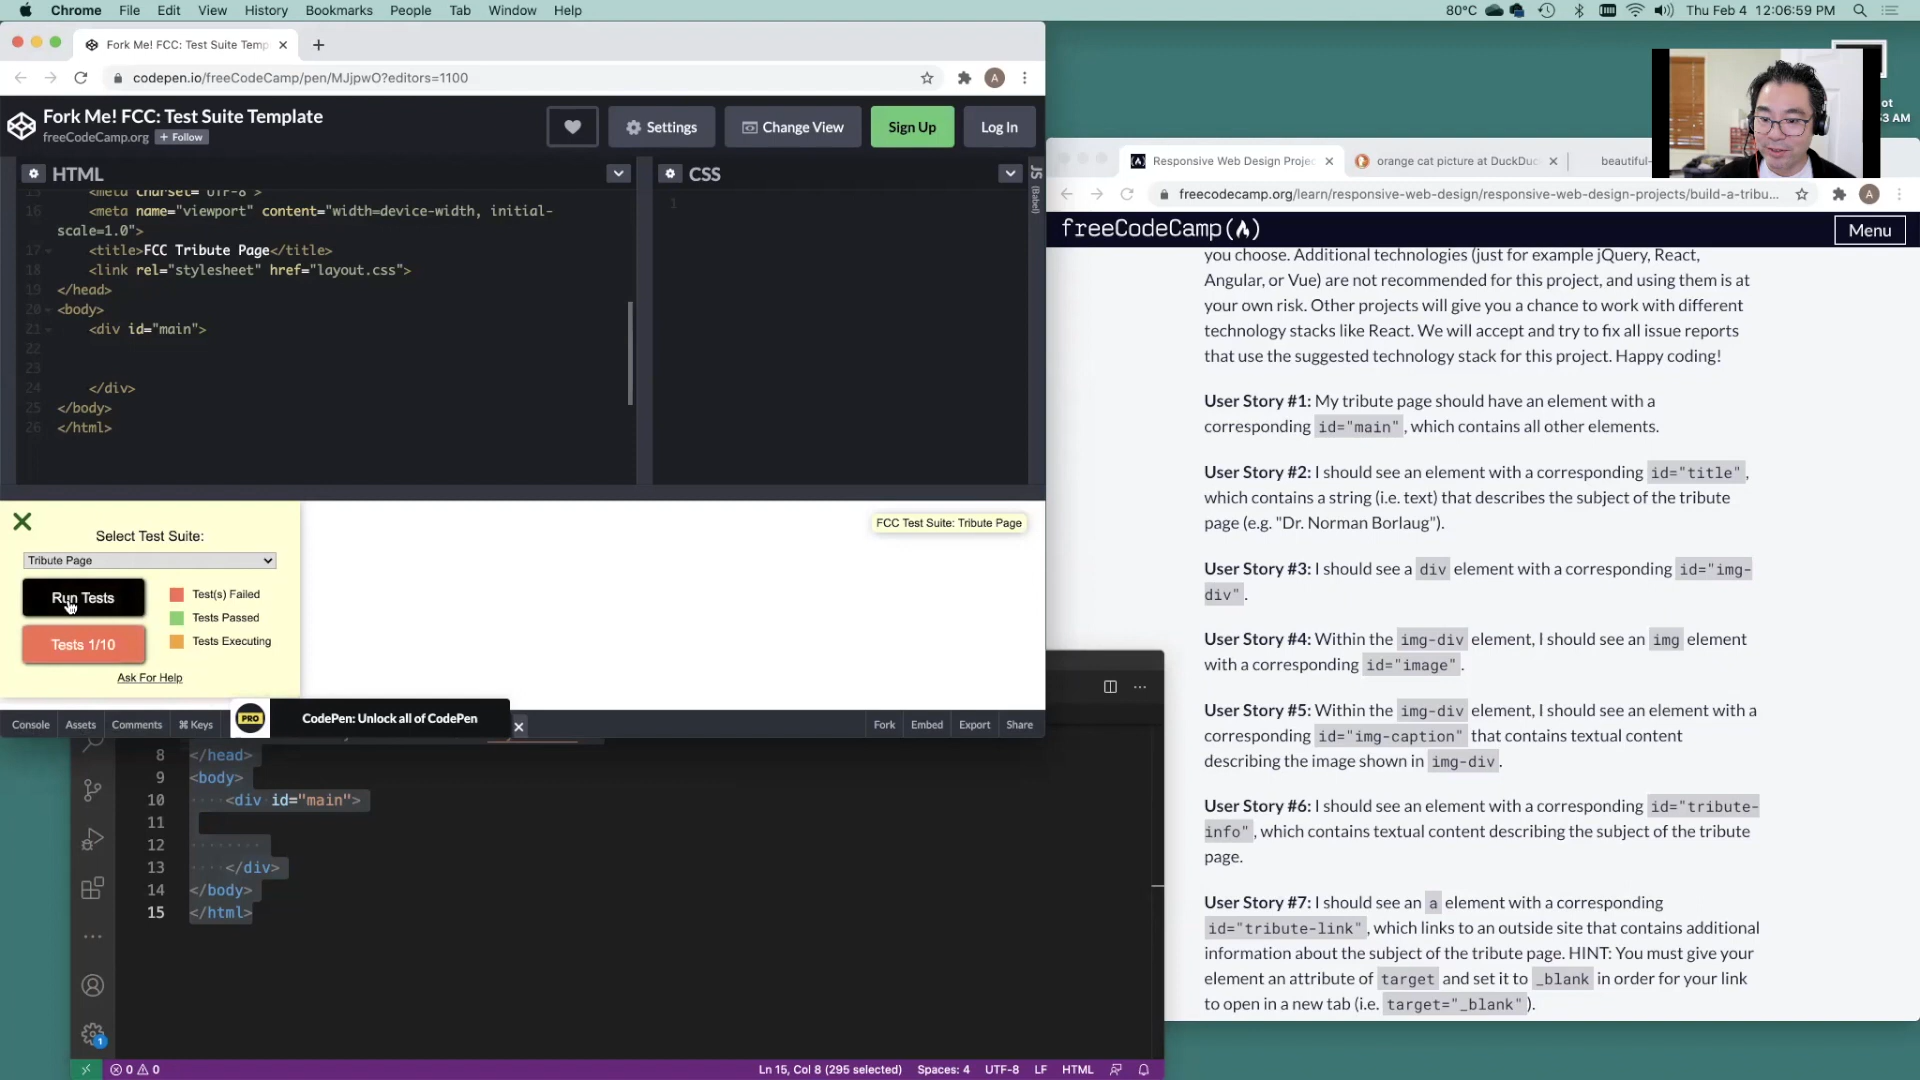 Chrome File Edit View History Bookmarks People Tab Window Help
80°C Thu Feb 4 12:06:59 PM
Fork Me! FCC: Test Suite Temp
codepen.io/freeCodeCamp/pen/MJjpwO?editors=1100
A
Fork Me! FCC: Test Suite Template
freeCodeCamp.org + Follow
Settings
Change View
Sign Up
Log In
HTML
<meta charset="UTF-8">
16 <meta name="viewport" content="width=device-width, initial-
scale=1.0">
17 <title>FCC Tribute Page</title>
18 <link rel="stylesheet" href="layout.css">
19 </head>
20 <body>
21 <div id="main">
22
23
24 </div>
25 </body>
26 </html>
CSS
1
JS (Babel)
Select Test Suite:
Tribute Page
Run Tests
Tests 1/10
Test(s) Failed
Tests Passed
Tests Executing
Ask For Help
FCC Test Suite: Tribute Page
Console Assets Comments ⌘ Keys
PRO CodePen: Unlock all of CodePen
Fork Embed Export Share
8 </head>
9 <body>
10 <div id="main">
11
12
13 </div>
14 </body>
15 </html>
1
0 0
Ln 15, Col 8 (295 selected) Spaces: 4 UTF-8 LF HTML
Responsive Web Design Projec
orange cat picture at DuckDuc
beautiful-
freecodecamp.org/learn/responsive-web-design/responsive-web-design-projects/build-a-tribu...
A
freeCodeCamp
Menu
you choose. Additional technologies (just for example jQuery, React,
Angular, or Vue) are not recommended for this project, and using them is at
your own risk. Other projects will give you a chance to work with different
technology stacks like React. We will accept and try to fix all issue reports
that use the suggested technology stack for this project. Happy coding!
User Story #1: My tribute page should have an element with a
corresponding id="main", which contains all other elements.
User Story #2: I should see an element with a corresponding id="title",
which contains a string (i.e. text) that describes the subject of the tribute
page (e.g. "Dr. Norman Borlaug").
User Story #3: I should see a div element with a corresponding id="img-
div".
User Story #4: Within the img-div element, I should see an img element
with a corresponding id="image".
User Story #5: Within the img-div element, I should see an element with a
corresponding id="img-caption" that contains textual content
describing the image shown in img-div.
User Story #6: I should see an element with a corresponding id="tribute-
info", which contains textual content describing the subject of the tribute
page.
User Story #7: I should see an a element with a corresponding
id="tribute-link", which links to an outside site that contains additional
information about the subject of the tribute page. HINT: You must give your
element an attribute of target and set it to _blank in order for your link
to open in a new tab (i.e. target="_blank").